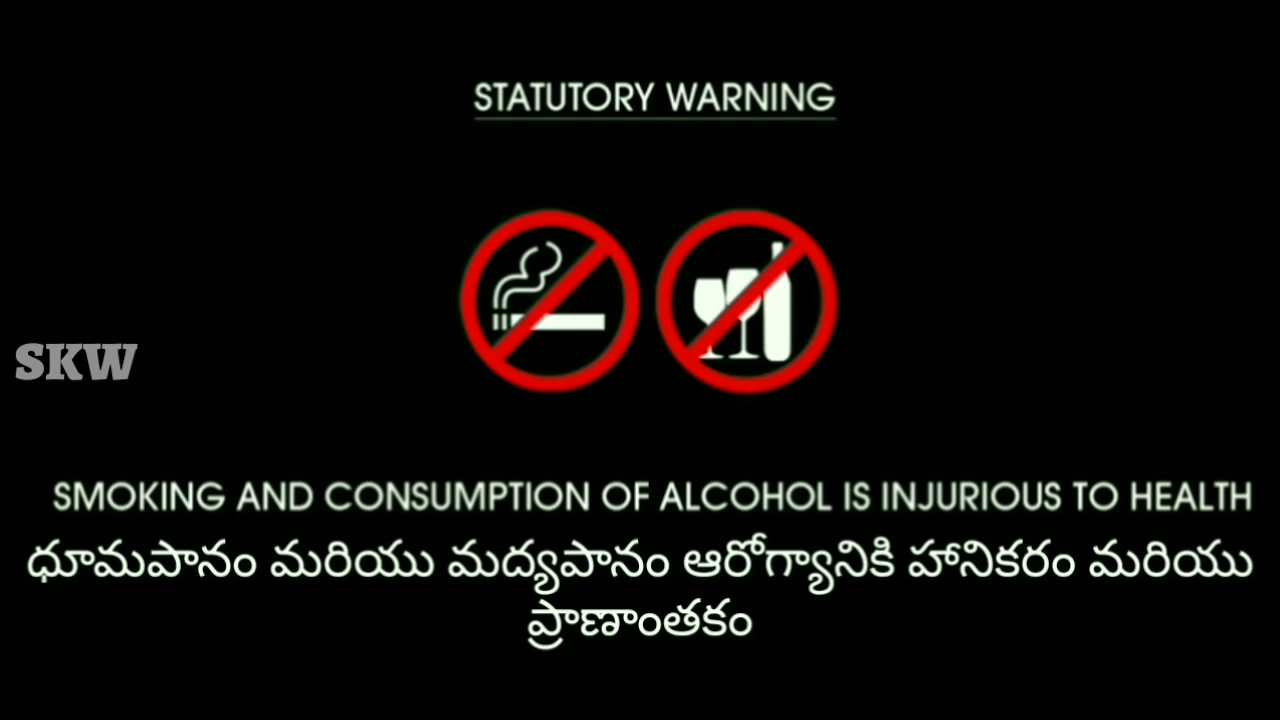 STATUTORY WARNING
SKW
SMOKING AND CONSUMPTION OF ALCOHOL IS INJURIOUS TO HEALTH
ధూమపానం మరియు మద్యపానం ఆరోగ్యానికి హానికరం మరియు
ప్రాణాంతకం